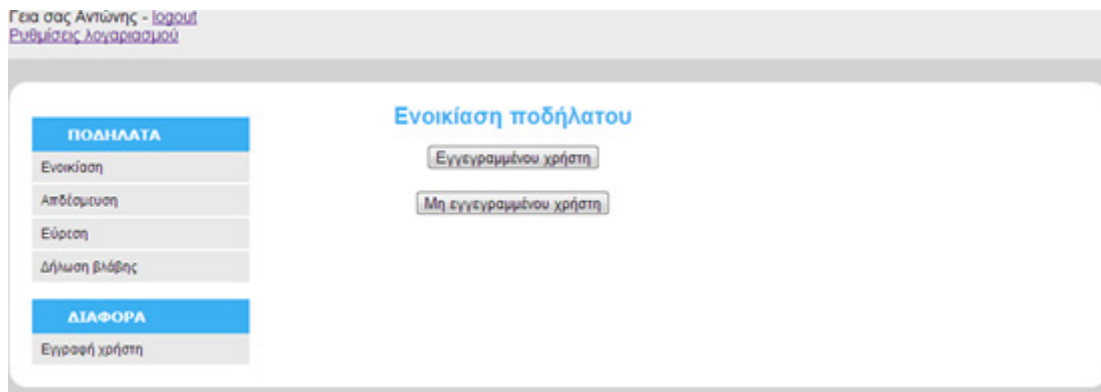 Γεια σας Αντώνης - logout
Ρυθμίσεις λογαριασμού
ΠΟΔΗΛΑΤΑ
Ενοικίαση
Απδέσμευση
Εύρεση
Δήλωση βλάβης
ΔΙΑΦΟΡΑ
Εγγραφή χρήστη
Ενοικίαση ποδήλατου
Εγγεγραμμένου χρήστη
Μη εγγεγραμμένου χρήστη